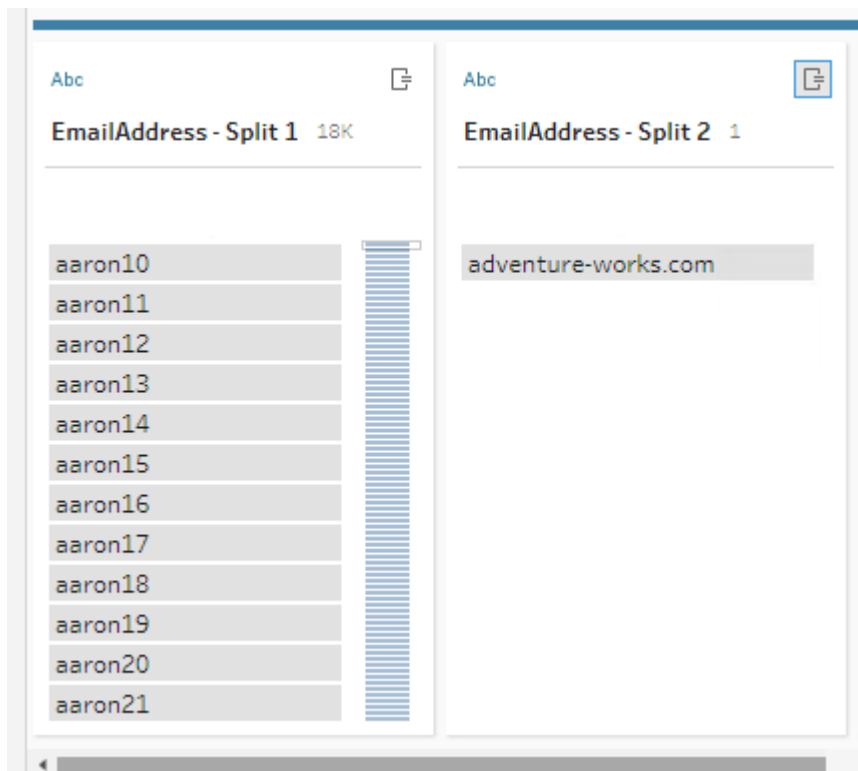 Abc
EmailAddress - Split 1 18K
aaron10
aaron11
aaron12
aaron13
aaron14
aaron15
aaron16
aaron17
aaron18
aaron19
aaron20
aaron21
Abc
EmailAddress - Split 2 1
adventure-works.com